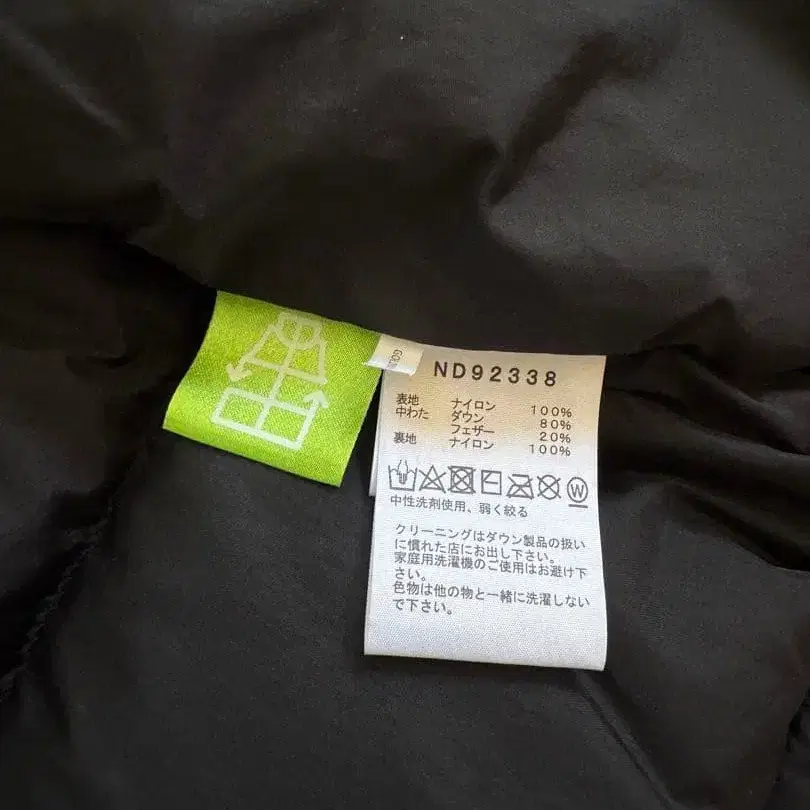 ND92338
表地 ナイロン 100%
中わた ダウン 80%
フェザー 20%
裏地 ナイロン 100%
中性洗剤使用、弱く絞る
クリーニングはダウン製品の扱い
に慣れた店にお出し下さい。
家庭用洗濯機のご使用はお避け下
さい。
色物は他の物と一緒に洗濯しない
で下さい。